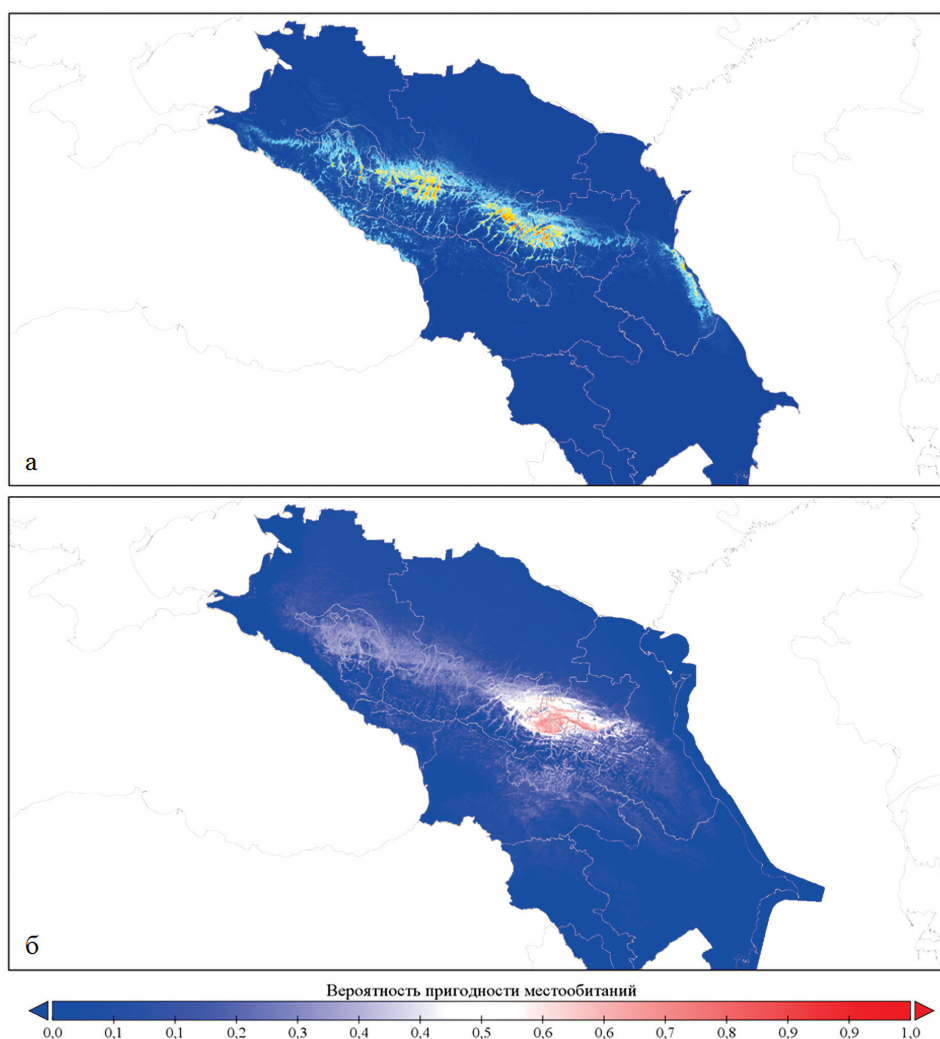 а
б
Вероятность пригодности местообитаний
0,0 0,1 0,1 0,2 0,3 0,4 0,4 0,5 0,6 0,6 0,7 0,8 0,9 0,9 1,0